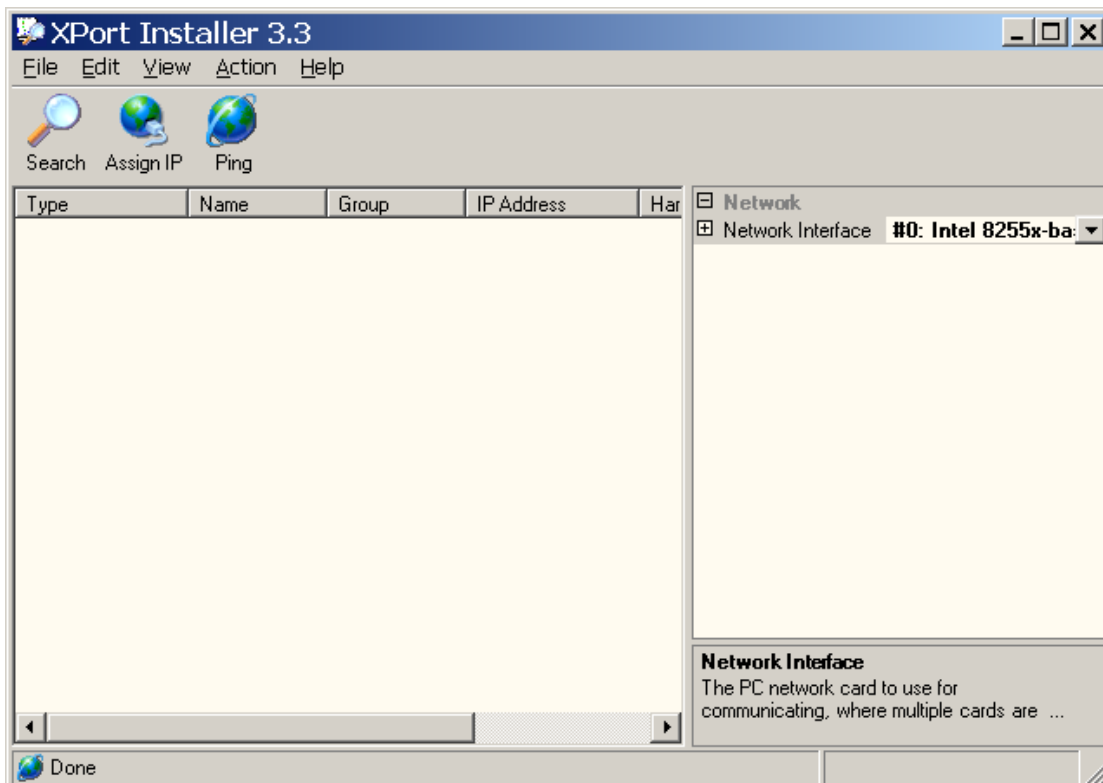 XPort Installer 3.3
File Edit View Action Help
Search Assign IP Ping
Type Name Group IP Address Har
Network
Network Interface #0: Intel 8255x-ba
Network Interface
The PC network card to use for
communicating, where multiple cards are ...
Done